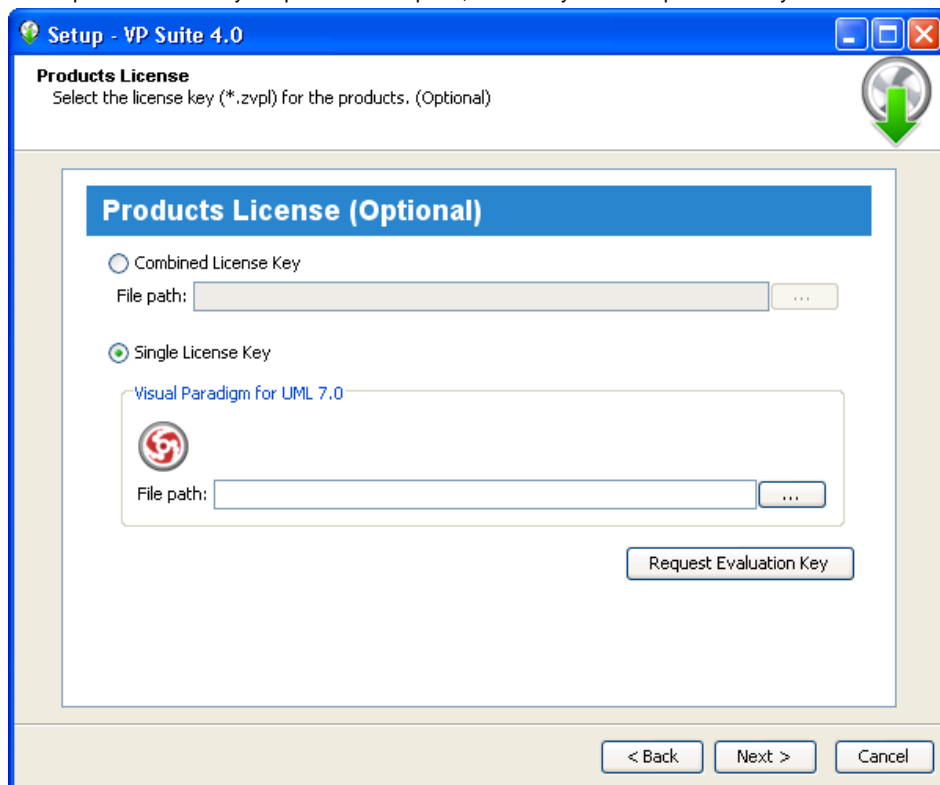 Setup - VP Suite 4.0
Products License
Select the license key (*.zvpl) for the products. (Optional)
Products License (Optional)
Combined License Key
File path:
...
Single License Key
Visual Paradigm for UML 7.0
File path:
...
Request Evaluation Key
< Back Next > Cancel